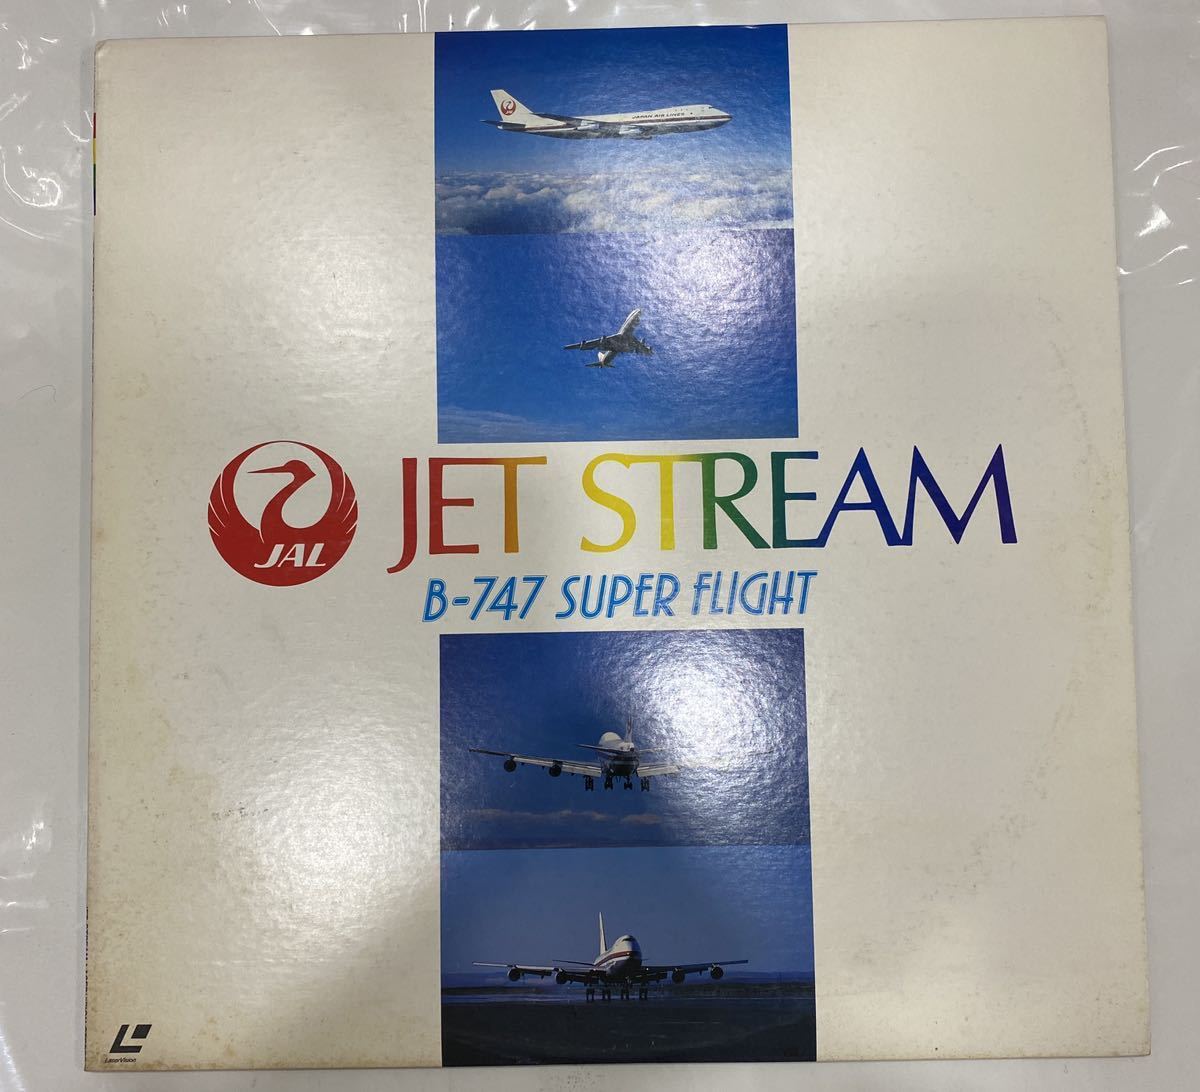 JAPAN AIR LINES
JAL
JET STREAM
B-747 SUPER FLIGHT
LaserVision